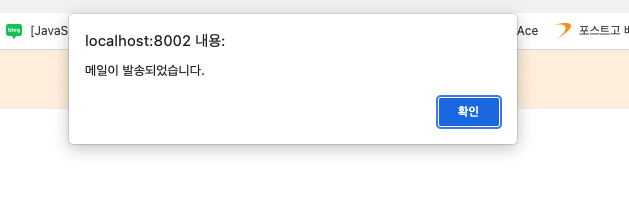 localhost:8002 내용:
blog [JavaS
Ace 포스트고
메일이 발송되었습니다.
확인